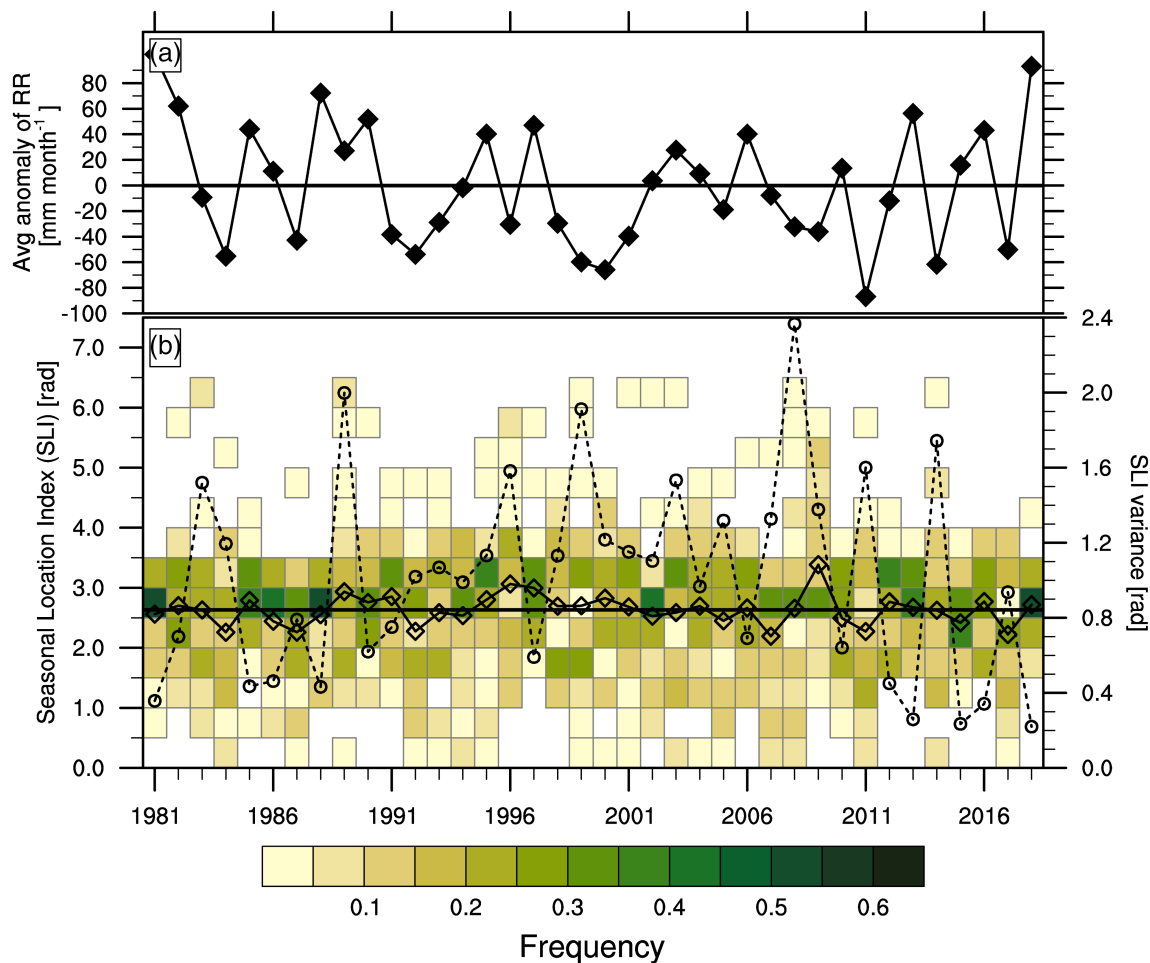 (a)
Avg anomaly of RR
[mm month-1 ]
80
60
40
20
0
-20
-40
-60
-80
-100
(b)
Seasonal Location Index (SLI) [rad]
7.0
6.0
5.0
4.0
3.0
2.0
1.0
0.0
2.4
2.0
1.6
1.2
0.8
0.4
0.0
SLI variance [rad]
1981 1986 1991 1996 2001 2006 2011 2016
0.1 0.2 0.3 0.4 0.5 0.6
Frequency